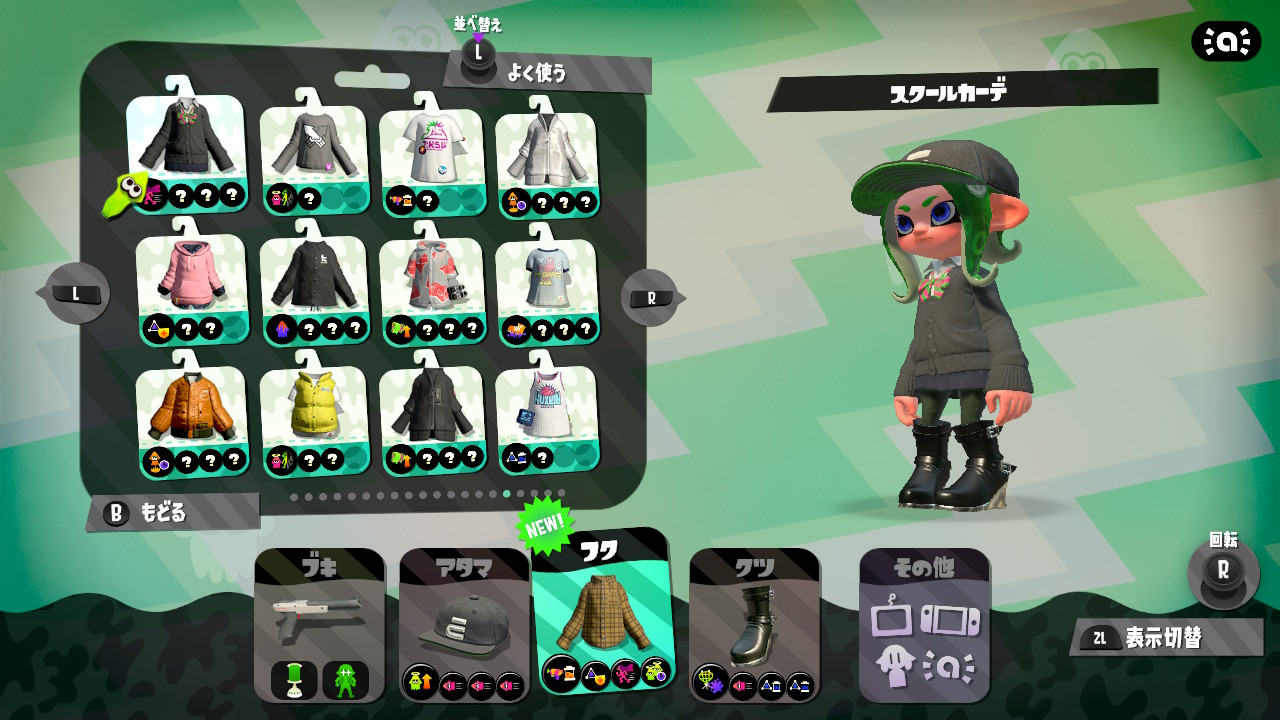 並べ替え
L
よく使う
スクールカーデ
L
R
B もどる
NEW!
ブキ
アタマ
フク
クツ
その他
回転
R
ZL 表示切替